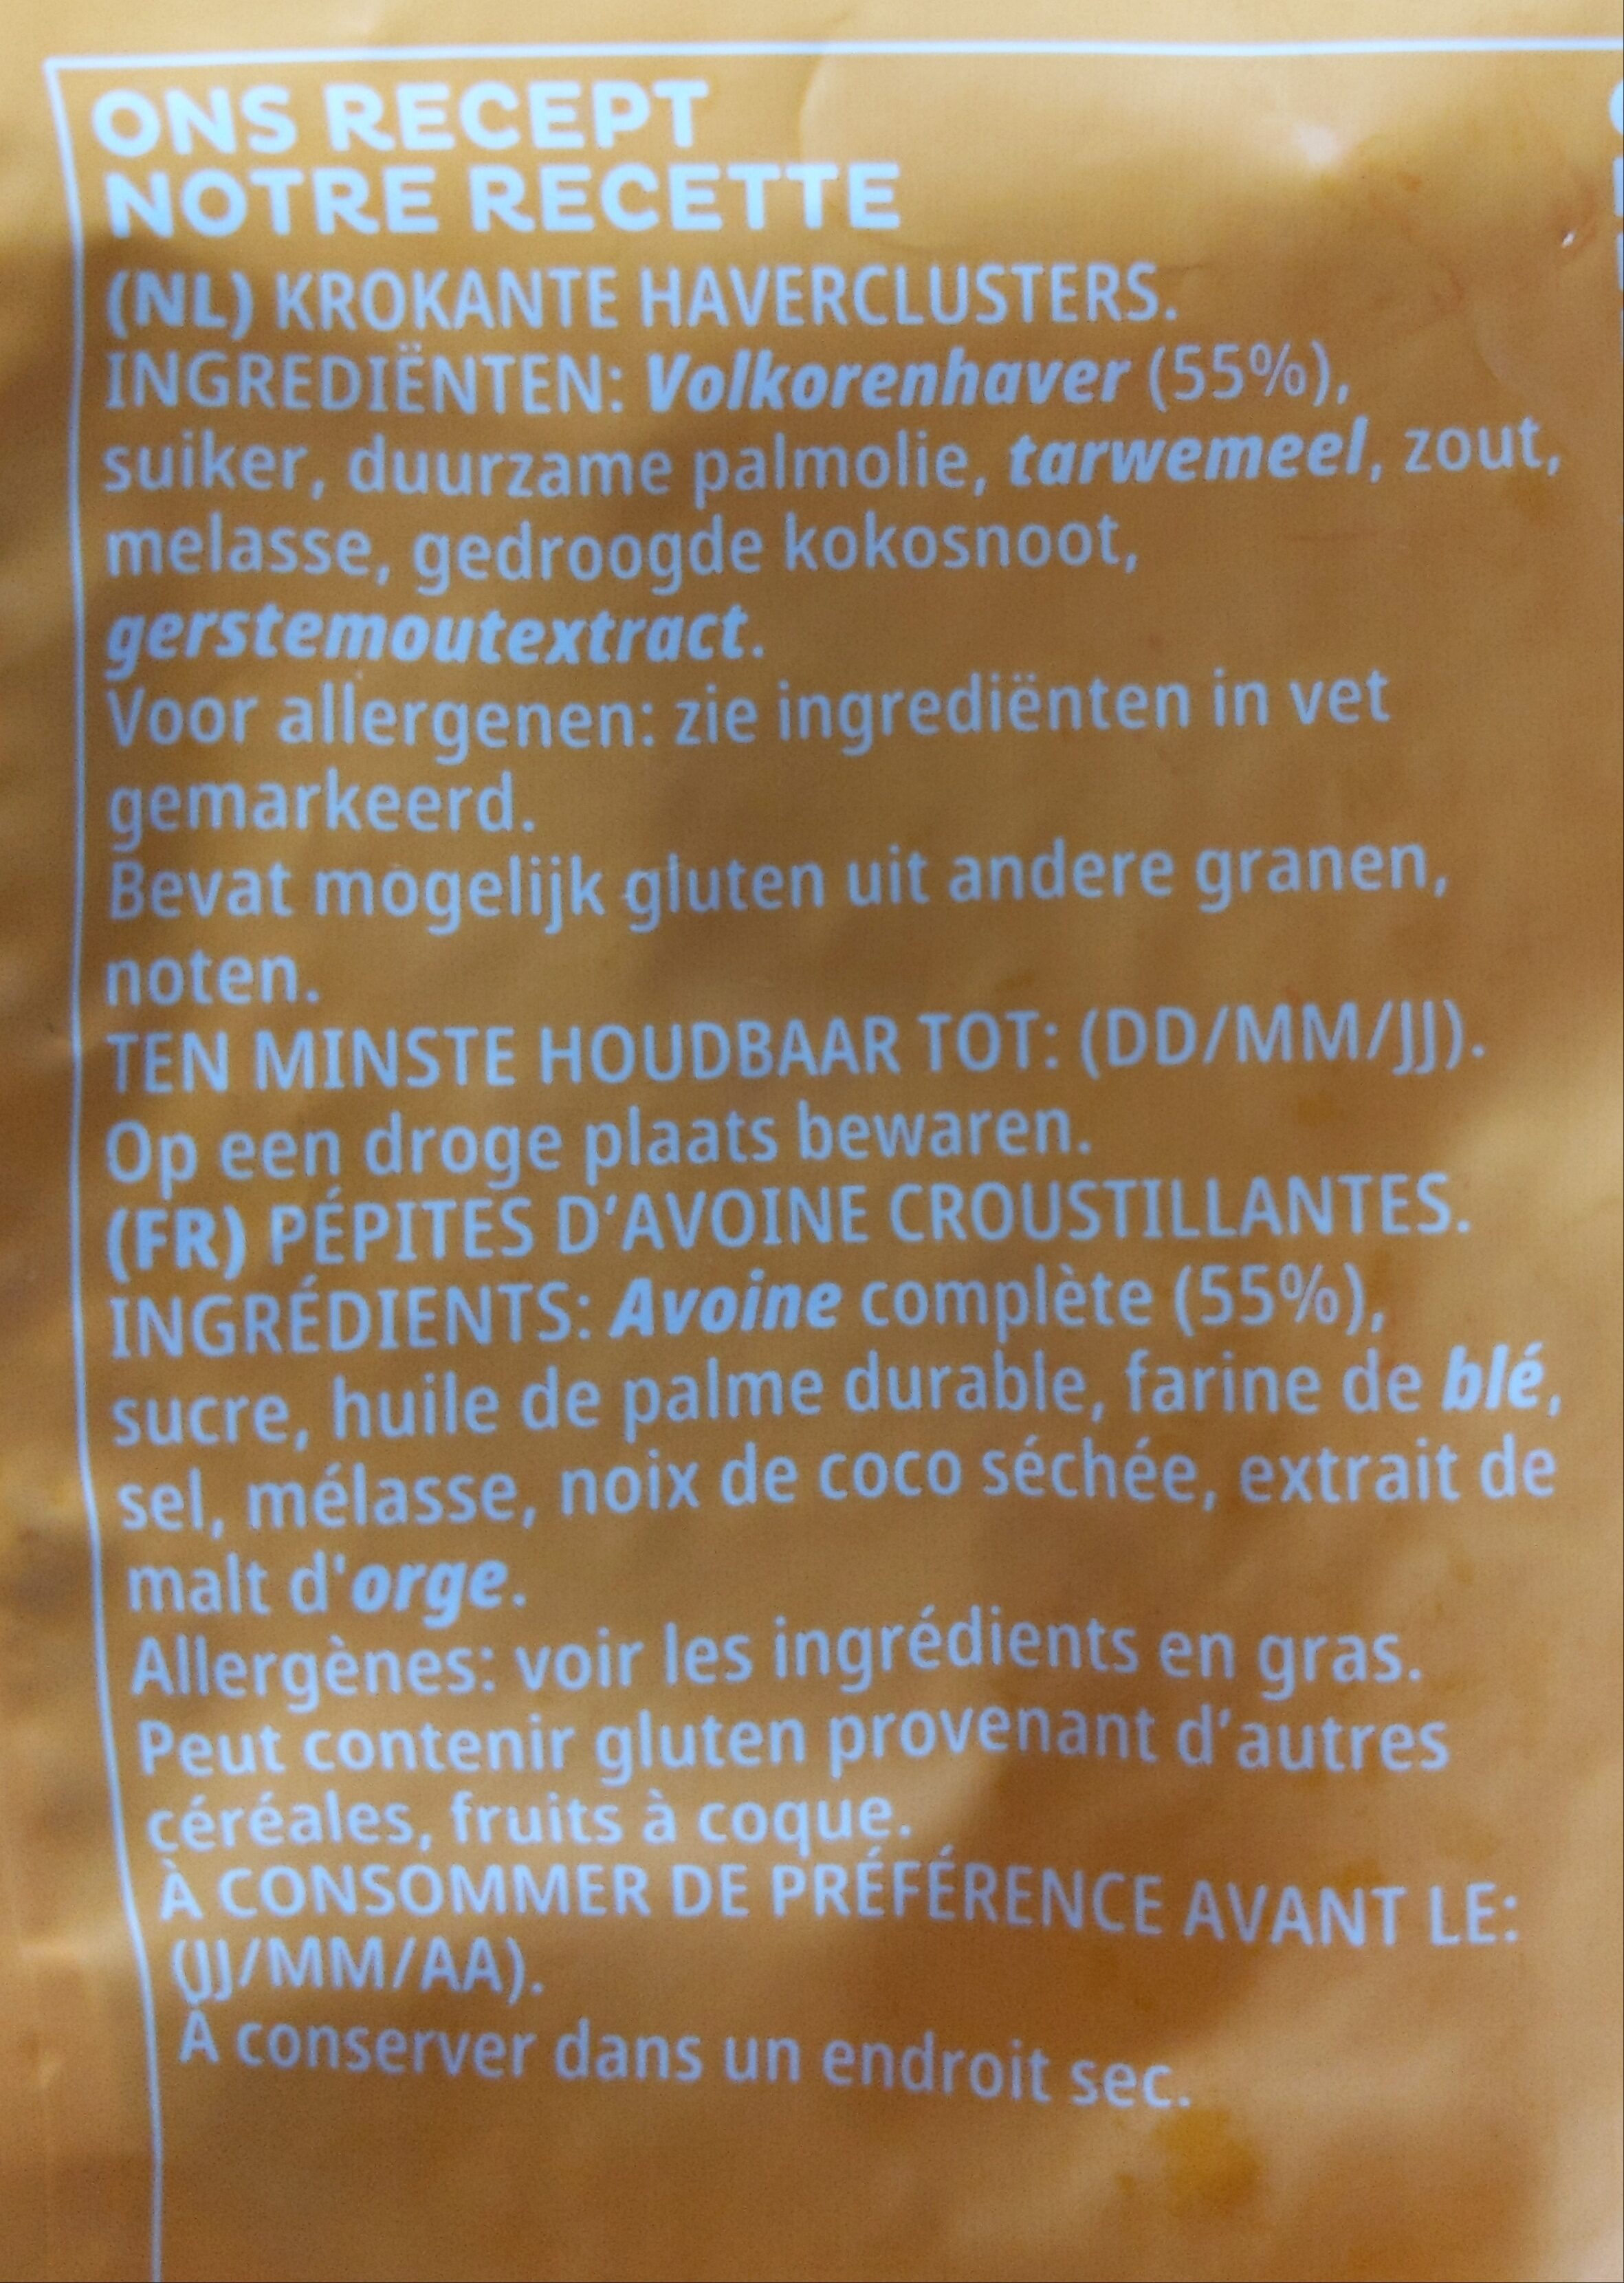 ONS RECEPT
NOTRE RECETTE
(NL) KROKANTE HAVERCLUSTERS.
INGREDIËNTEN: Volkorenhaver (55%),
suiker, duurzame palmolie, tarwemeel, zout,
melasse, gedroogde kokosnoot,
gerstemoutextract.
Voor allergenen: zie ingrediënten in vet
gemarkeerd.
Bevat mogelijk gluten uit andere granen,
noten.
TEN MINSTE HOUDBAAR TOT: (DD/MM/JJ).
Op een droge plaats bewaren.
(FR) PÉPITES D'AVOINE CROUSTILLANTES.
INGRÉDIENTS: Avoine complète (55%),
sucre, huile de palme durable, farine de blé,
sel, mélasse, noix de coco séchée, extrait de
malt d'orge.
Allergènes: voir les ingrédients en gras.
Peut contenir gluten provenant d'autres
céréales, fruits à coque.
À CONSOMMER DE PRÉFÉRENCE AVANT LE:
(JJ/MM/AA).
À conserver dans un endroit sec.